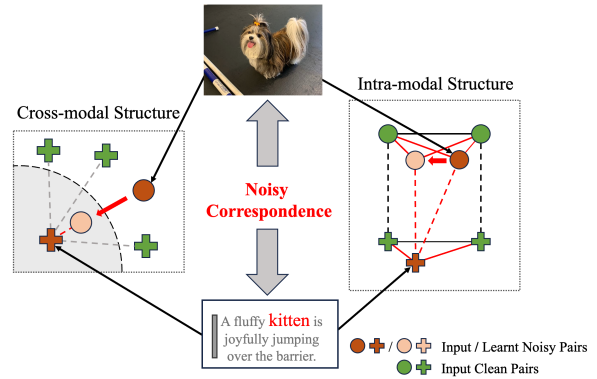 Cross-modal Structure
Intra-modal Structure
Noisy
Correspondence
A fluffy kitten is
joyfully jumping
over the barrier.
/ Input / Learnt Noisy Pairs
Input Clean Pairs